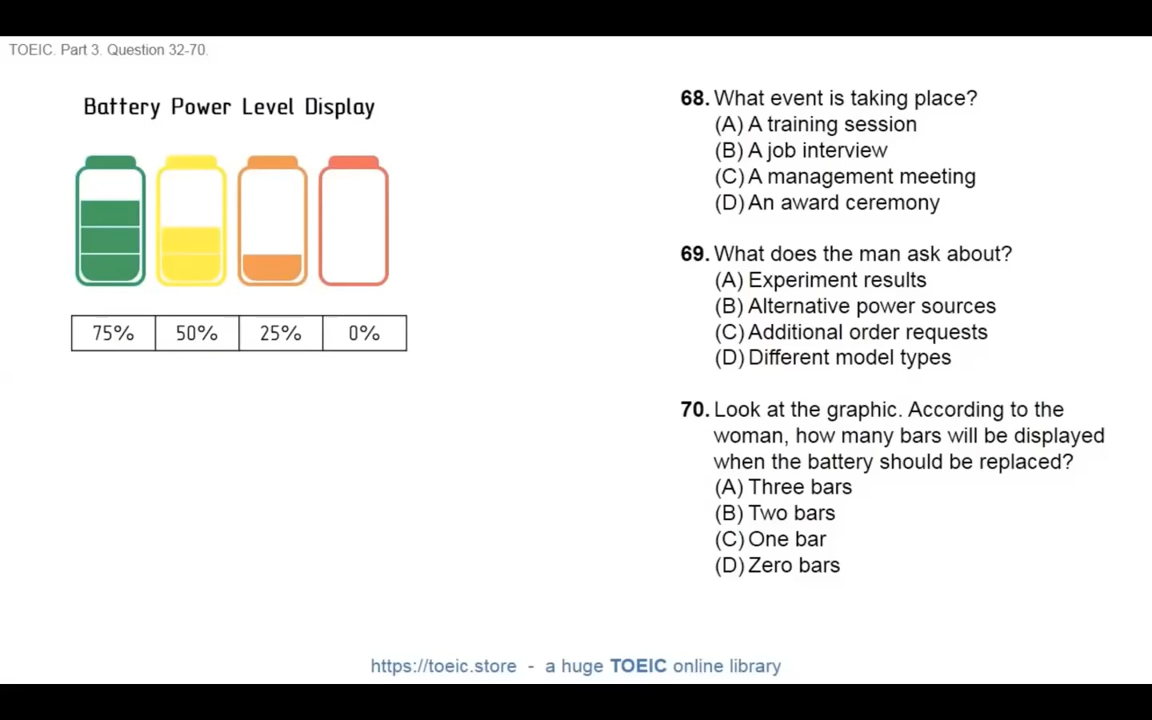 TOEIC. Part 3. Question 32-70.
Battery Power Level Display
75% 50% 25% 0%
68. What event is taking place?
(A) A training session
(B) A job interview
(C) A management meeting
(D) An award ceremony
69. What does the man ask about?
(A) Experiment results
(B) Alternative power sources
(C) Additional order requests
(D) Different model types
70. Look at the graphic. According to the
woman, how many bars will be displayed
when the battery should be replaced?
(A) Three bars
(B) Two bars
(C) One bar
(D) Zero bars
https://toeic.store - a huge TOEIC online library